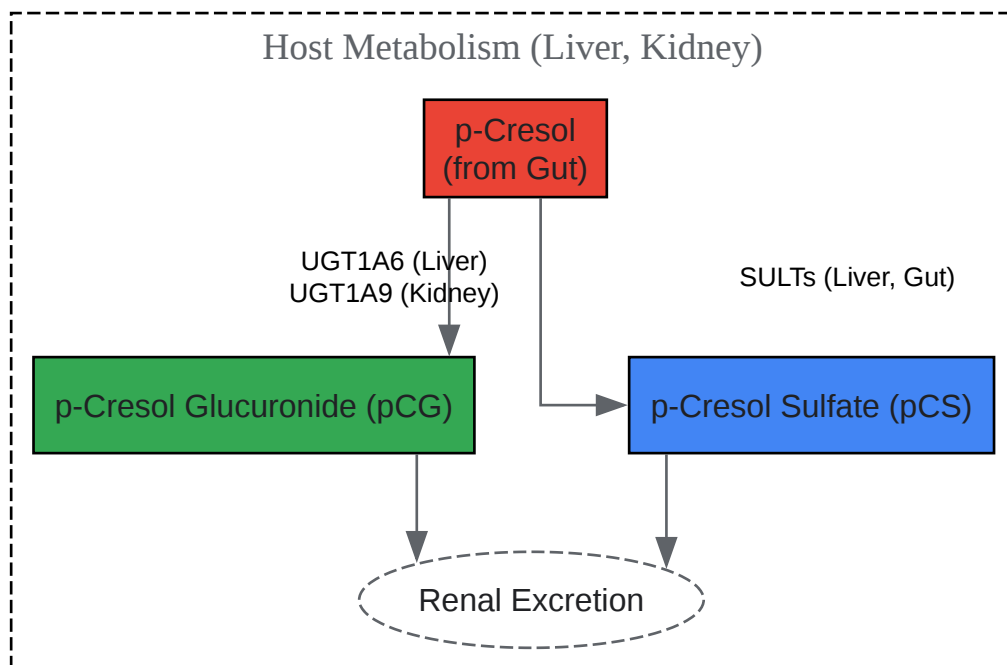 Host Metabolism (Liver, Kidney)
p-Cresol
(from Gut)
UGT1A6 (Liver)
UGT1A9 (Kidney)
SULTs (Liver, Gut)
p-Cresol Glucuronide (pCG)
p-Cresol Sulfate (pCS)
Renal Excretion